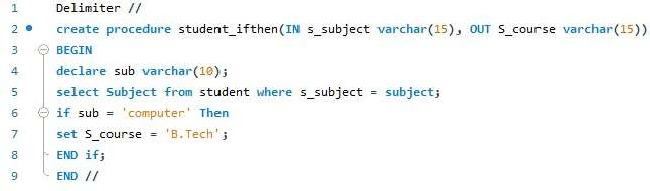 1 Delimiter //
2 create procedure student_ifthen(IN s_subject varchar(15), OUT S_course varchar(15))
3 BEGIN
4 declare sub varchar(10);
5 select Subject from student where s_subject = subject;
6 if sub = 'computer' Then
7 set S_course = 'B.Tech';
8 END if;
9 END //